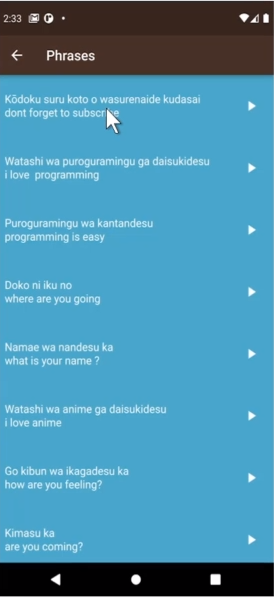 2:33
Phrases
Kōdoku suru koto o wasurenaide kudasai
dont forget to subscribe
Watashi wa puroguramingu ga daisukidesu
i love  programming
Puroguramingu wa kantandesu
programming is easy
Doko ni iku no
where are you going
Namae wa nandesu ka
what is your name ?
Watashi wa anime ga daisukidesu
i love anime
Go kibun wa ikagadesu ka
how are you feeling?
Kimasu ka
are you coming?